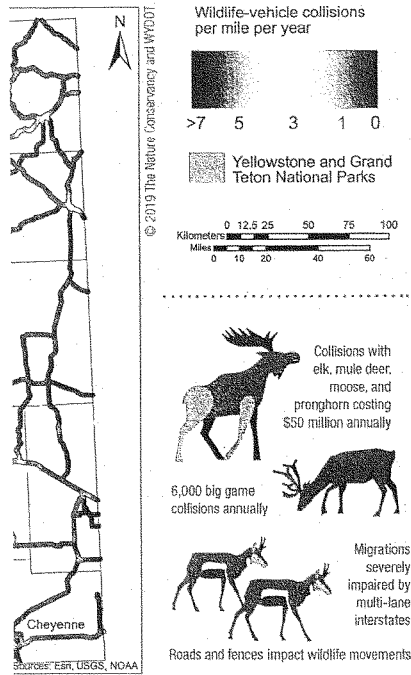 N
© 2019 The Nature Conservancy and WYDOT
Wildlife-vehicle collisions
per mile per year
>7 5 3 1 0
Yellowstone and Grand
Teton National Parks
0 12.5 25 50 75 100
Kilometers
Miles
0 10 20 40 60
Collisions with
elk, mule deer,
moose, and
pronghorn costing
$50 million annually
6,000 big game
collisions annually
Migrations
severely
impaired by
multi-lane
interstates
Cheyenne
Roads and fences impact wildlife movements
Sources: Esri, USGS, NOAA